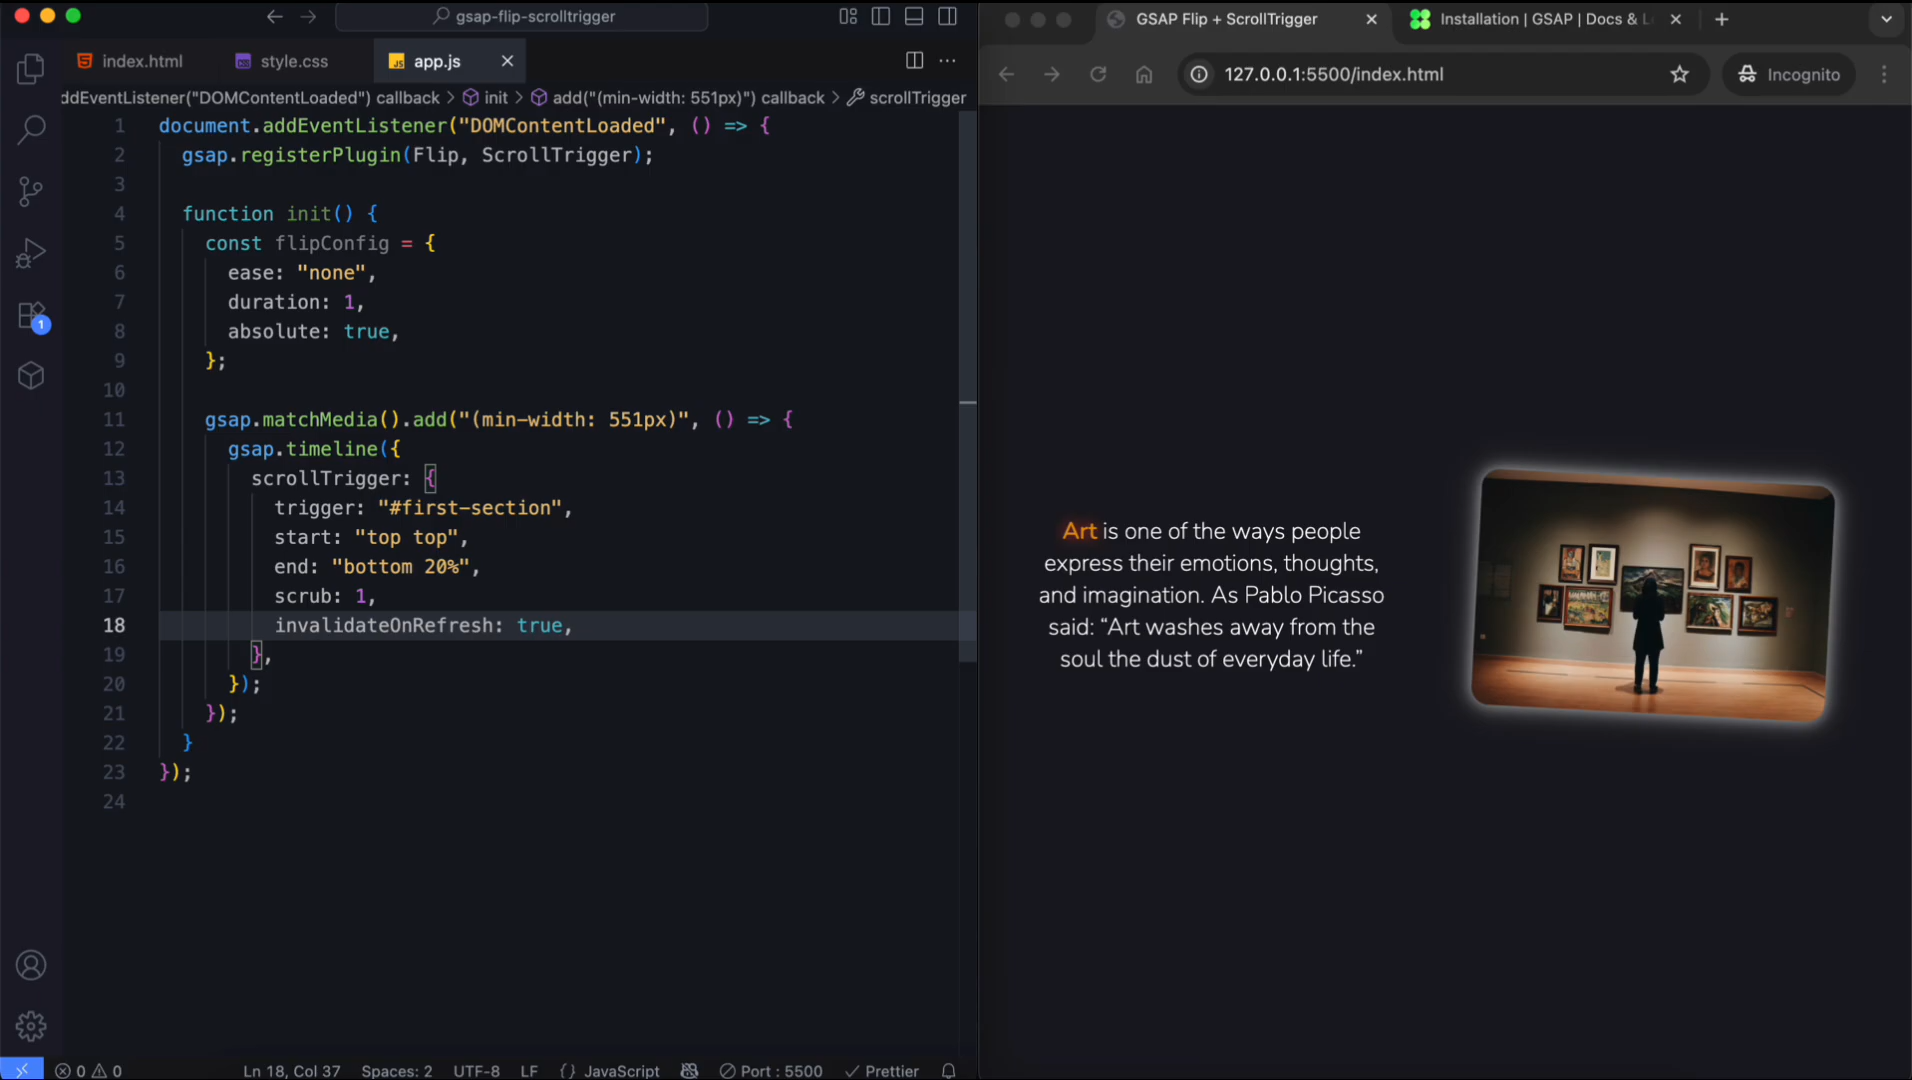 gsap-flip-scrolltrigger
index.html
style.css
JS app.js
ddEventListener("DOMContentLoaded") callback > init > add("(min-width: 551px)") callback > scrollTrigger
1 document.addEventListener("DOMContentLoaded", () => {
2 gsap.registerPlugin(Flip, ScrollTrigger);
3
4 function init() {
5 const flipConfig = {
6 ease: "none",
7 duration: 1,
8 absolute: true,
9 };
10
11 gsap.matchMedia().add("(min-width: 551px)", () => {
12 gsap.timeline({
13 scrollTrigger: {
14 trigger: "#first-section",
15 start: "top top",
16 end: "bottom 20%",
17 scrub: 1,
18 invalidateOnRefresh: true,
19 },
20 });
21 });
22 }
23 });
24
1
0 0
Ln 18, Col 37
Spaces: 2
UTF-8
LF
{} JavaScript
Port : 5500
Prettier
GSAP Flip + ScrollTrigger
Installation | GSAP | Docs & L
127.0.0.1:5500/index.html
Incognito
Art is one of the ways people
express their emotions, thoughts,
and imagination. As Pablo Picasso
said: “Art washes away from the
soul the dust of everyday life.”